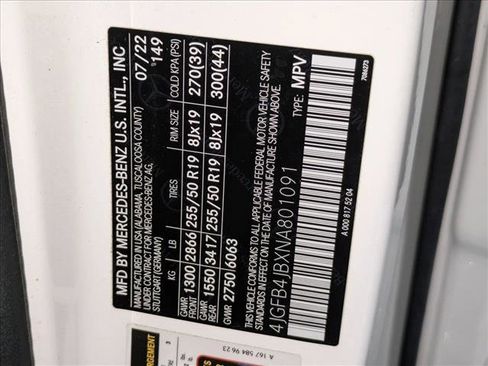 MFD BY MERCEDES-BENZ U.S. INTL., INC
MANUFACTURED IN USA (ALABAMA, TUSCALOOSA COUNTY)
UNDER CONTRACT FOR MERCEDES-BENZ AG,
STUTTGART (GERMANY)
07/22
149
KG LB TIRES RIM SIZE COLD KPA (PSI)
GAWR FRONT 1300 2866 255/50 R19 8Jx19 270(39)
GAWR REAR 1550 3417 255/50 R19 8Jx19 300(44)
GVWR 2750 6063
THIS VEHICLE CONFORMS TO ALL APPLICABLE FEDERAL MOTOR VEHICLE SAFETY
STANDARDS IN EFFECT ON THE DATE OF MANUFACTURE SHOWN ABOVE.
4JGFB4JBXNA801091 TYPE: MPV
A 000 817 52 04
708273
A 167 584 96 23